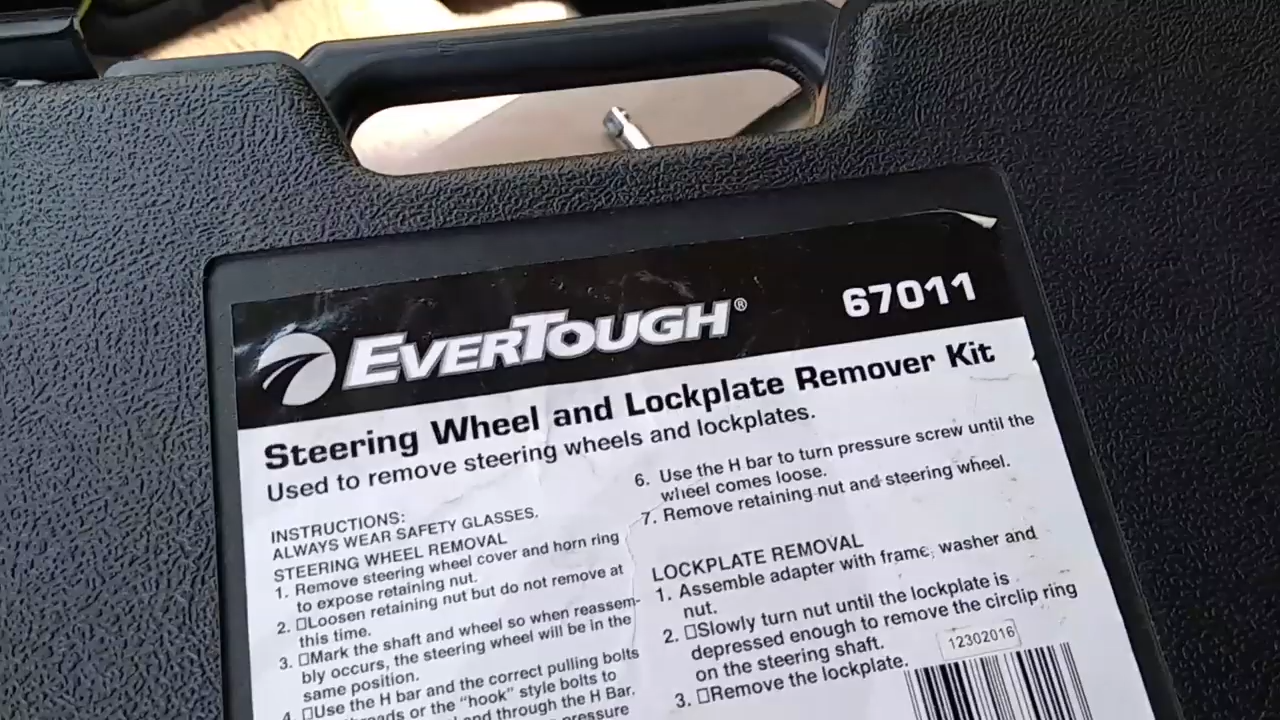 EVERTOUGH®
67011
Steering Wheel and Lockplate Remover Kit
Used to remove steering wheels and lockplates.
INSTRUCTIONS:
ALWAYS WEAR SAFETY GLASSES.
STEERING WHEEL REMOVAL
1. Remove steering wheel cover and horn ring
to expose retaining nut.
2. □Loosen retaining nut but do not remove at
this time.
3. □Mark the shaft and wheel so when reassem-
bly occurs, the steering wheel will be in the
same position.
4. □Use the H bar and the correct pulling bolts
or the "hook" style bolts to
and through the H Bar.
pressure
6. Use the H bar to turn pressure screw until the
wheel comes loose.
7. Remove retaining nut and steering wheel.
LOCKPLATE REMOVAL
1. Assemble adapter with frame, washer and
nut.
2. □Slowly turn nut until the lockplate is
depressed enough to remove the circlip ring
on the steering shaft.
3. □Remove the lockplate.
12302016